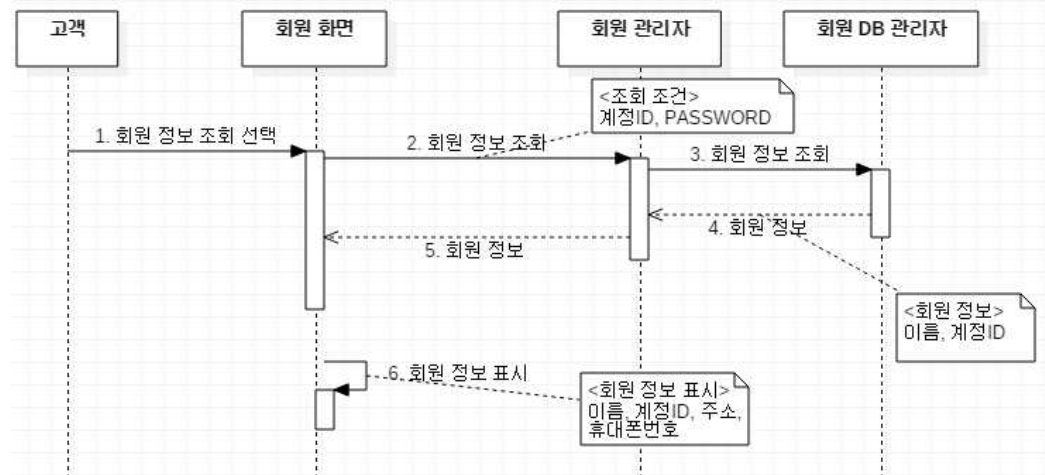 고객
회원 화면
회원 관리자
회원 DB 관리자
<조회 조건>
계정ID, PASSWORD
1. 회원 정보 조회 선택
2. 회원 정보 조회
3. 회원 정보 조회
4. 회원 정보
5. 회원 정보
<회원 정보>
이름, 계정ID
6. 회원 정보 표시
<회원 정보 표시>
이름, 계정ID, 주소,
휴대폰번호